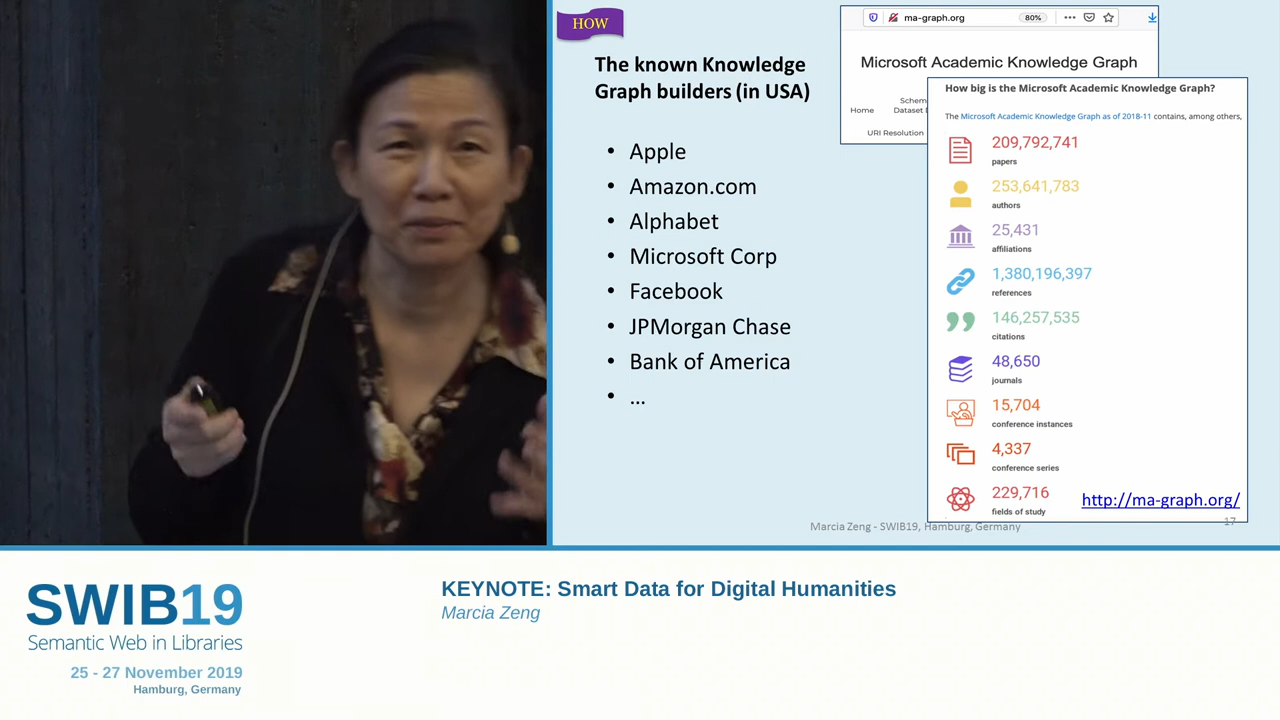 HOW
The known Knowledge
Graph builders (in USA)
• Apple
• Amazon.com
• Alphabet
• Microsoft Corp
• Facebook
• JPMorgan Chase
• Bank of America
• ...
ma-graph.org
80%
Microsoft Academic Knowledge Graph
Schem
Home
Dataset
URI Resolution
How big is the Microsoft Academic Knowledge Graph?
The Microsoft Academic Knowledge Graph as of 2018-11 contains, among others,
209,792,741
papers
253,641,783
authors
25,431
affiliations
1,380,196,397
references
146,257,535
citations
48,650
journals
15,704
conference instances
4,337
conference series
229,716
fields of study
http://ma-graph.org/
Marcia Zeng - SWIB19, Hamburg, Germany
17
SWIB19
Semantic Web in Libraries
25 - 27 November 2019
Hamburg, Germany
KEYNOTE: Smart Data for Digital Humanities
Marcia Zeng